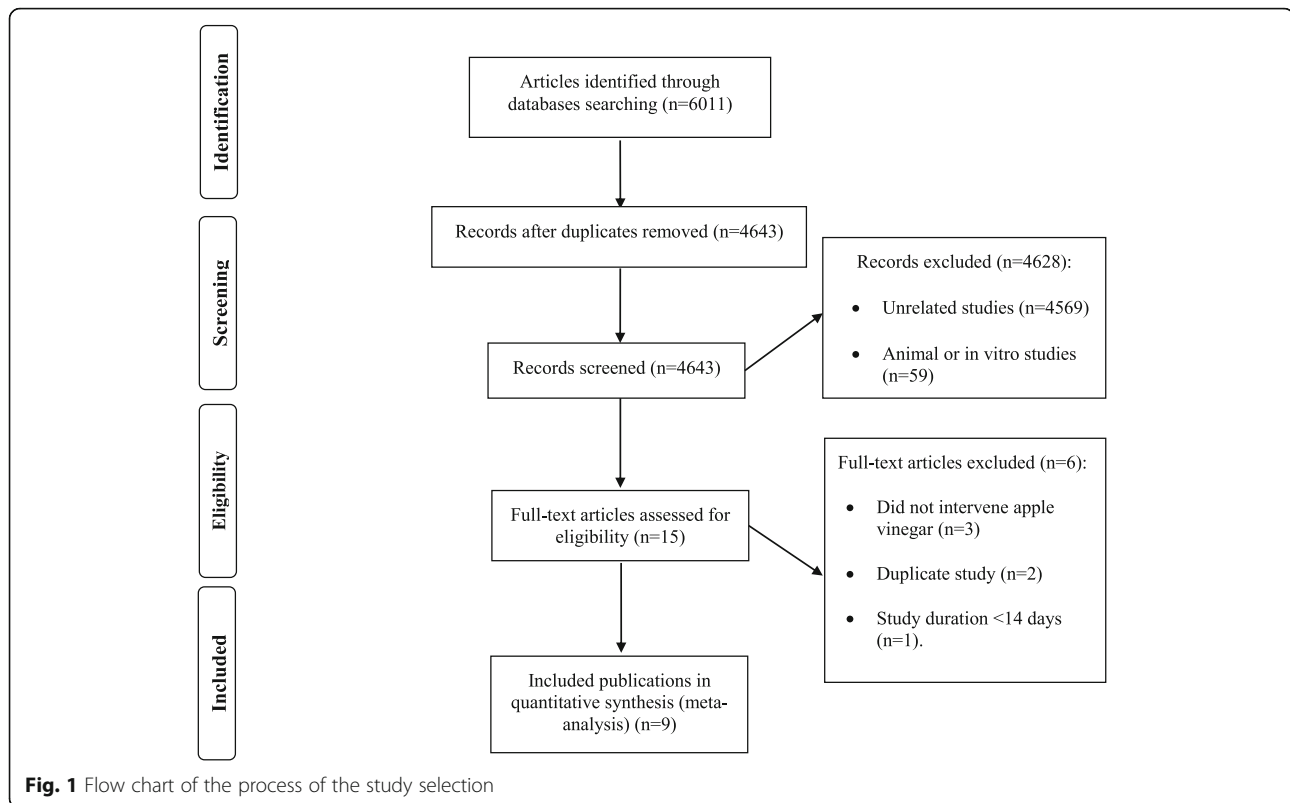 Identification
Articles identified through
databases searching (n=6011)
Screening
Records after duplicates removed (n=4643)
Records excluded (n=4628):
• Unrelated studies (n=4569)
• Animal or in vitro studies
(n=59)
Records screened (n=4643)
Eligibility
Full-text articles assessed for
eligibility (n=15)
Full-text articles excluded (n=6):
• Did not intervene apple
vinegar (n=3)
• Duplicate study (n=2)
• Study duration <14 days
(n=1).
Included
Included publications in
quantitative synthesis (meta-
analysis) (n=9)
Fig. 1 Flow chart of the process of the study selection